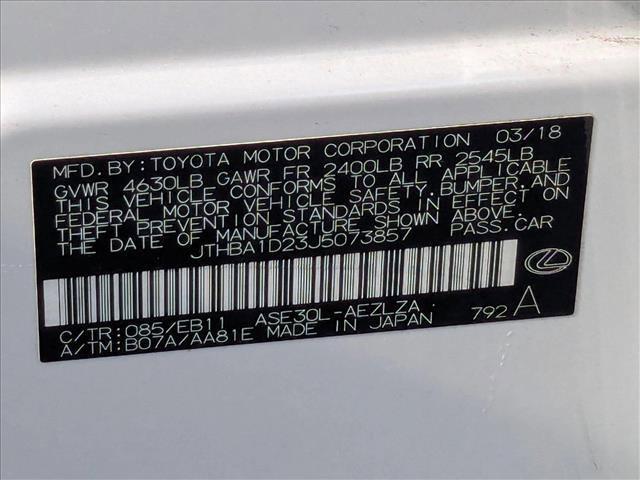 MFD. BY: TOYOTA MOTOR CORPORATION 03/18
GVWR 4630LB GAWR FR 2400LB RR 2545LB
THIS VEHICLE CONFORMS TO ALL APPLICABLE
FEDERAL MOTOR VEHICLE SAFETY, BUMPER, AND
THEFT PREVENTION STANDARDS IN EFFECT ON
THE DATE OF MANUFACTURE SHOWN ABOVE.
JTHBA1D23J5073857 PASS. CAR
C/TR: 085/EB11 ASE30L-AEZLZA
A/TM: B07A/AA81E MADE IN JAPAN 792 A